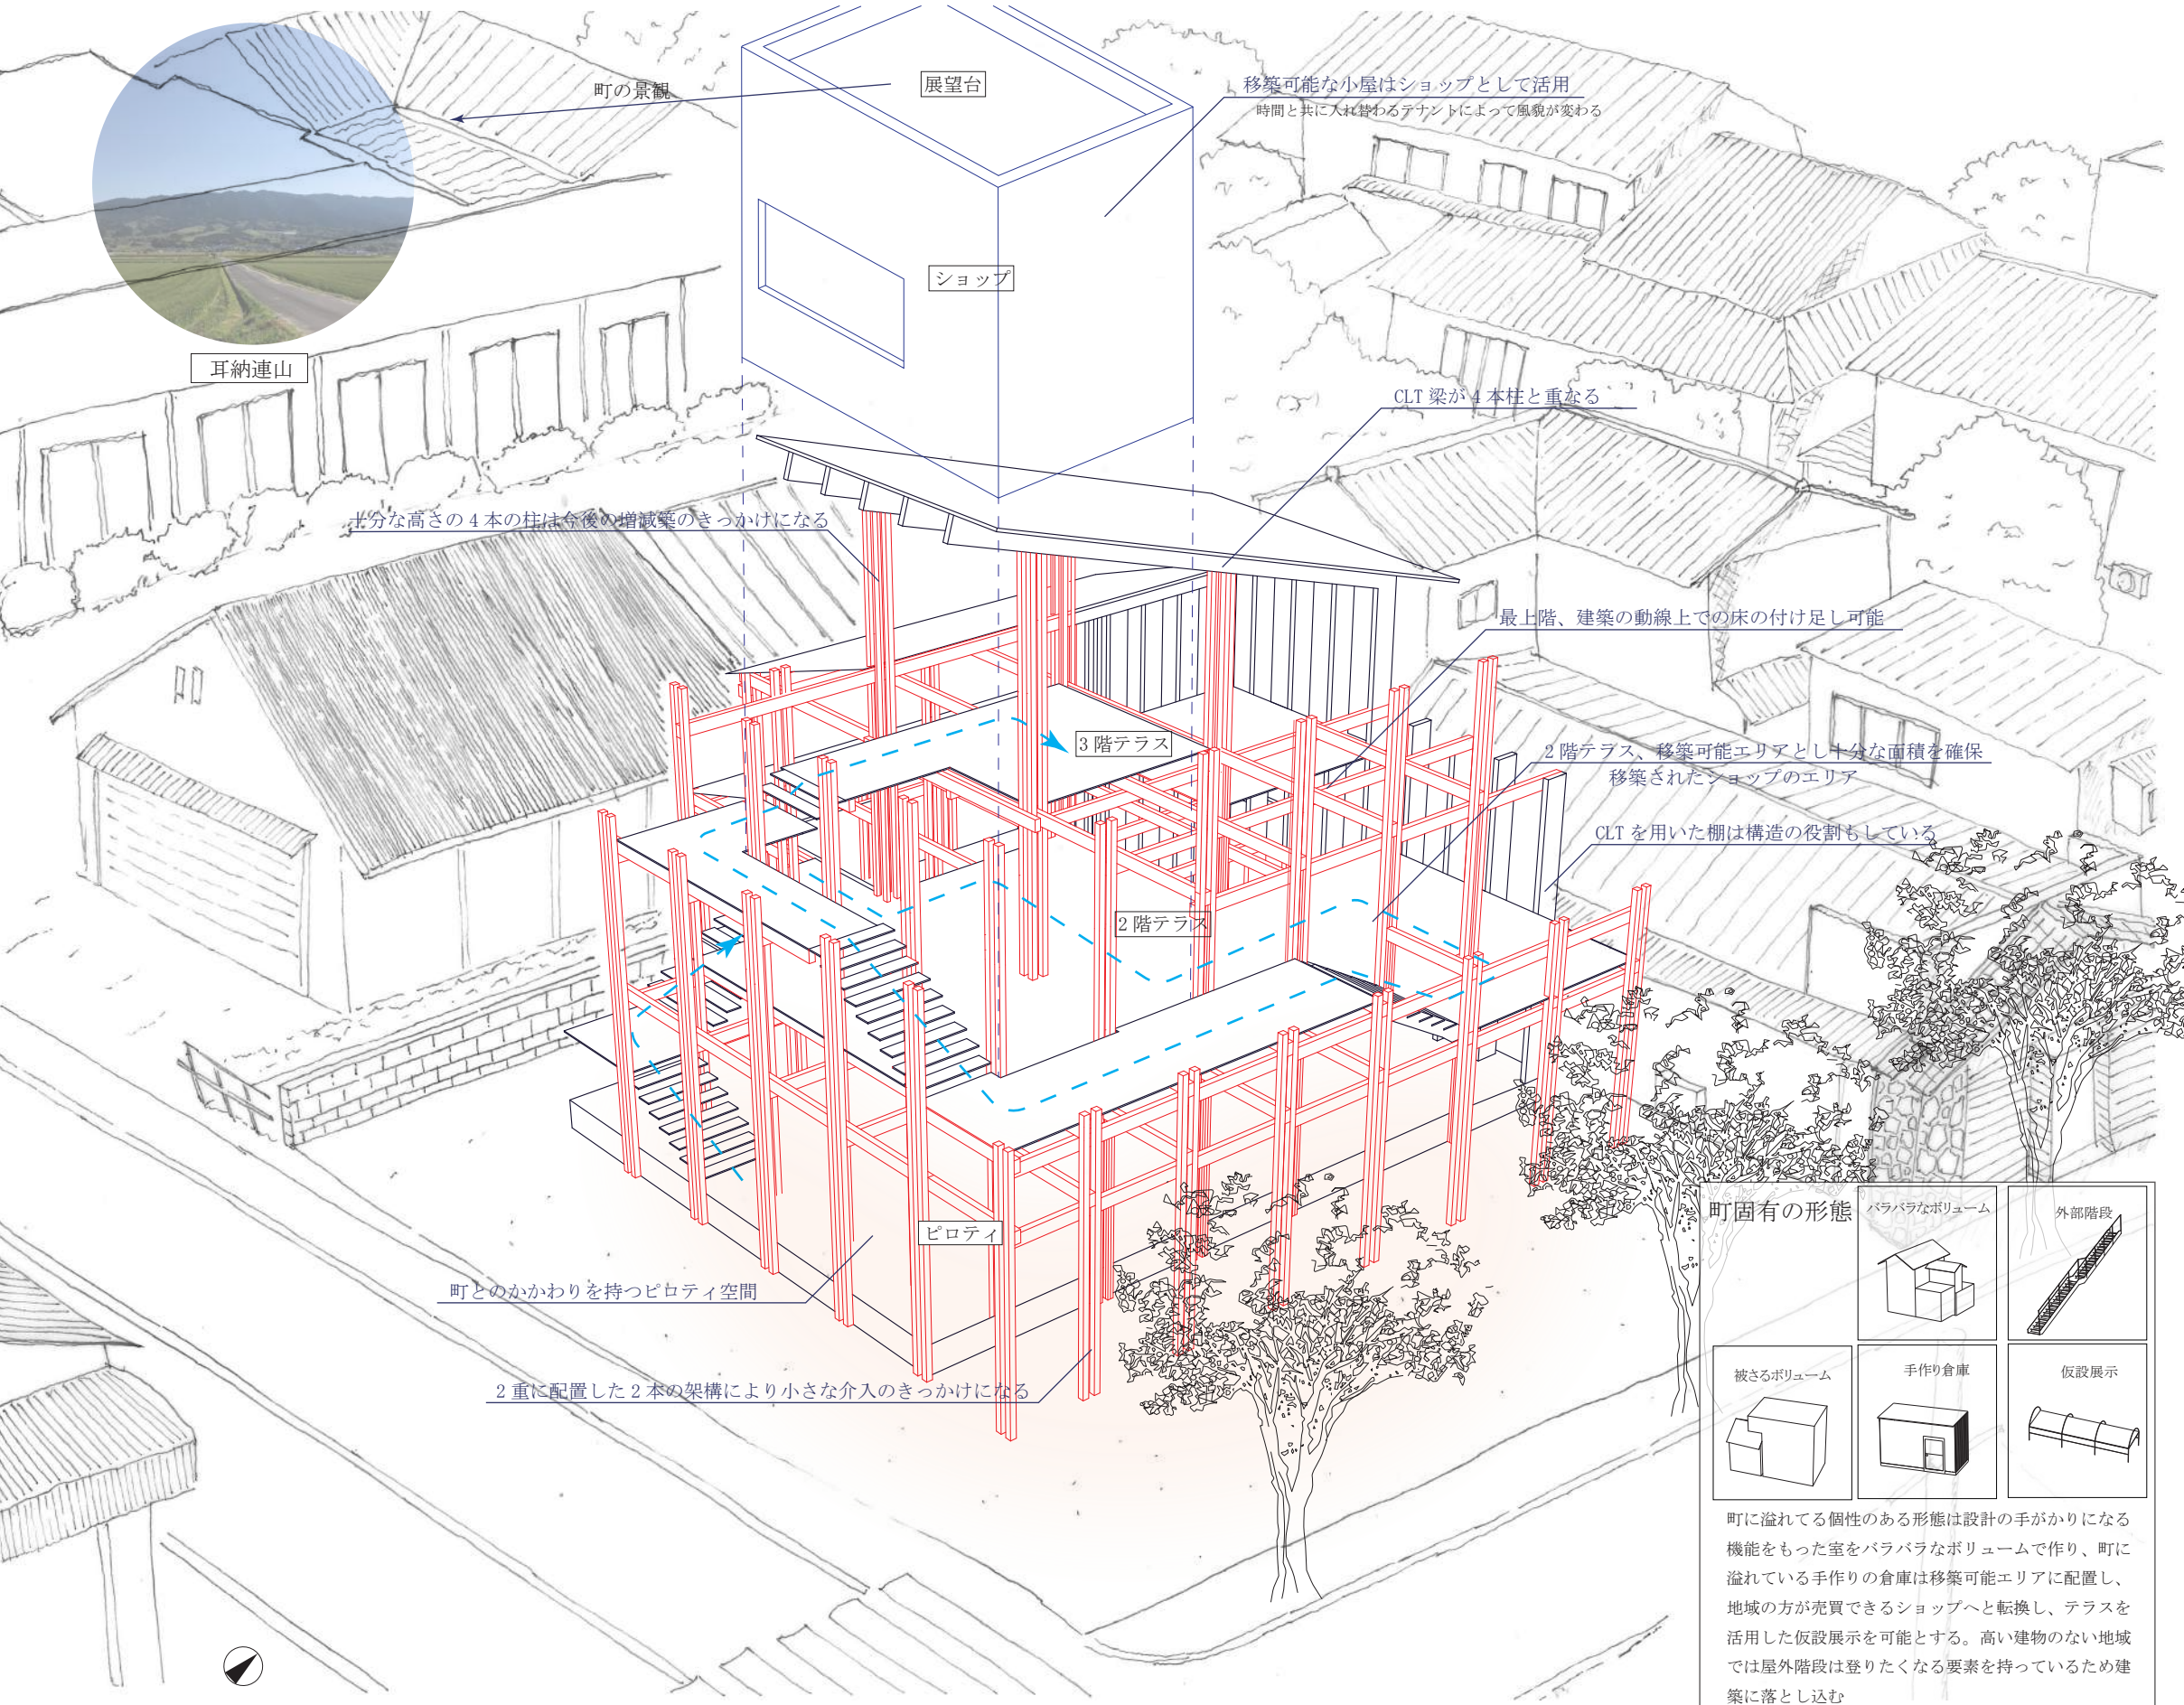 町の景観
展望台
移築可能な小屋はショップとして活用
時間と共に入れ替わるテナントによって風貌が変わる
ショップ
耳納連山
CLT 梁が 4 本柱と重なる
十分な高さの 4 本の柱は今後の増減築のきっかけになる
最上階、建築の動線上での床の付け足し可能
3 階テラス
2 階テラス、移築可能エリアとし十分な面積を確保
移築されたショップのエリア
CLT を用いた棚は構造の役割もしている
2 階テラス
ピロティ
町とのかかわりを持つピロティ空間
2 重に配置した 2 本の架構により小さな介入のきっかけになる
町固有の形態
バラバラなボリューム
外部階段
被さるボリューム
手作り倉庫
仮設展示
町に溢れてる個性のある形態は設計の手がかりになる
機能をもった室をバラバラなボリュームで作り、町に
溢れている手作りの倉庫は移築可能エリアに配置し、
地域の方が売買できるショップへと転換し、テラスを
活用した仮設展示を可能とする。高い建物のない地域
では屋外階段は登りたくなる要素を持っているため建
築に落とし込む